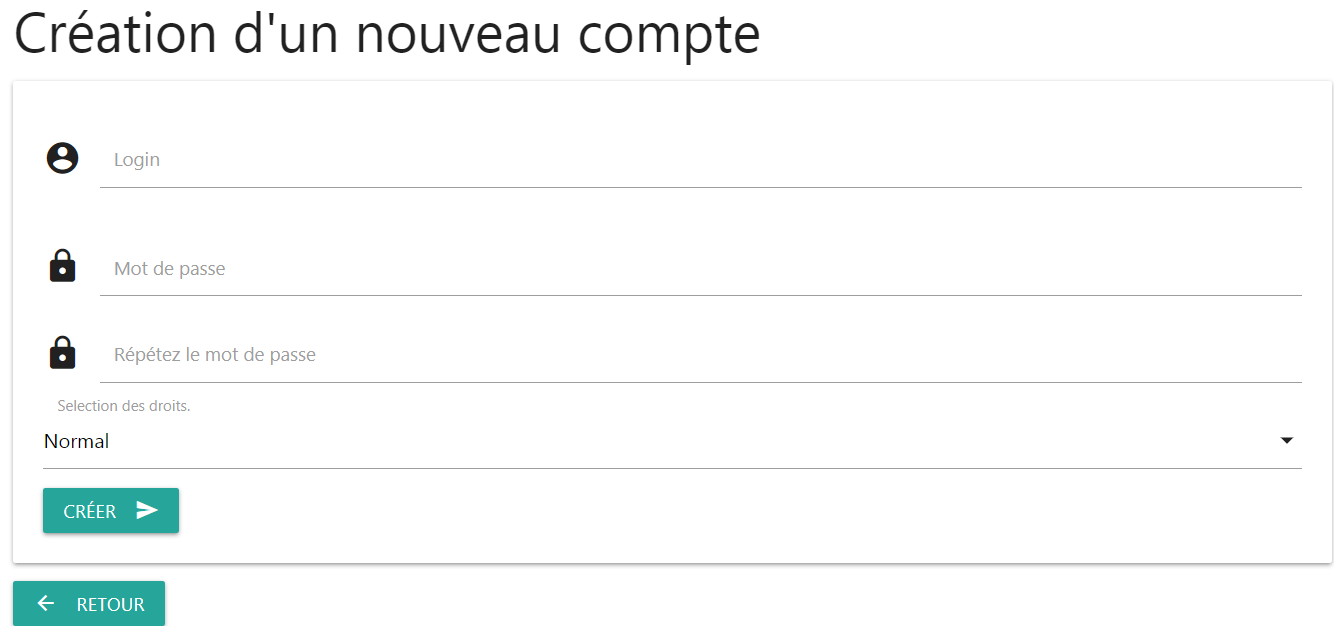 Création d'un nouveau compte
Login
Mot de passe
Répétez le mot de passe
Selection des droits.
Normal
CRÉER
RETOUR